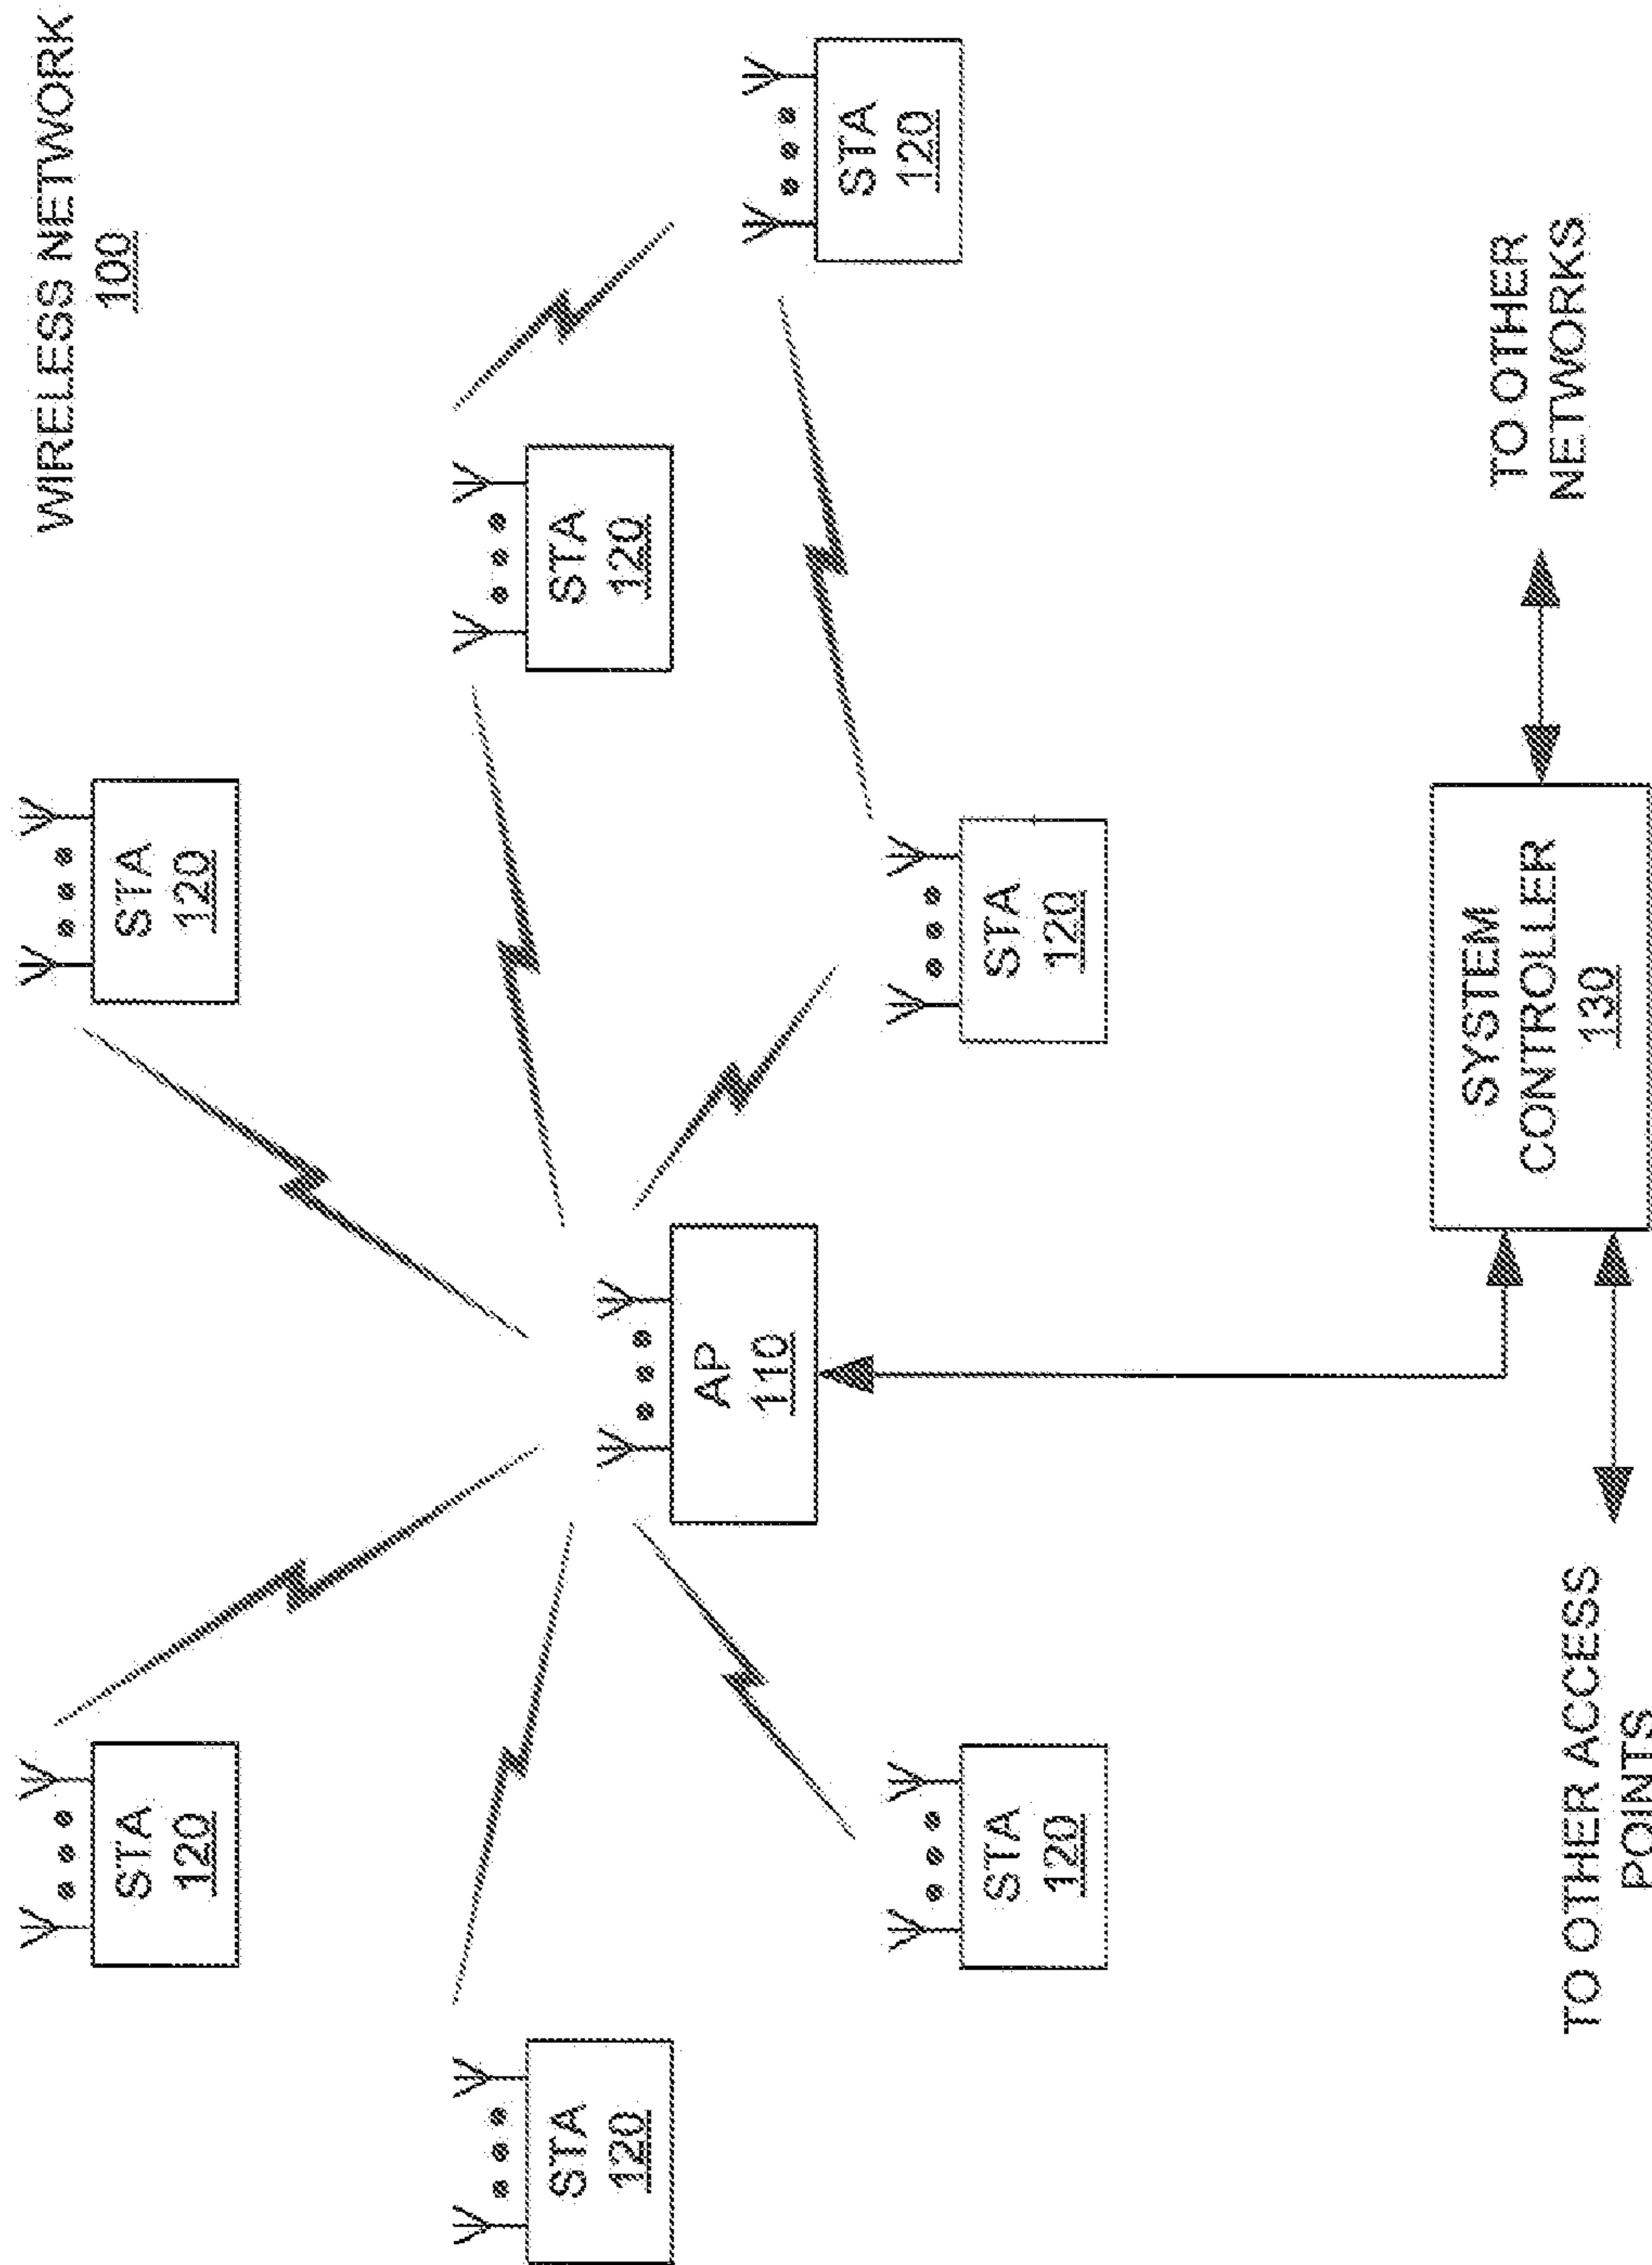 WIRELESS NETWORK
100
STA
120
STA
120
STA
120
STA
120
AP
110
STA
120
STA
120
STA
120
SYSTEM
CONTROLLER
130
TO OTHER
NETWORKS
TO OTHER ACCESS
POINTS